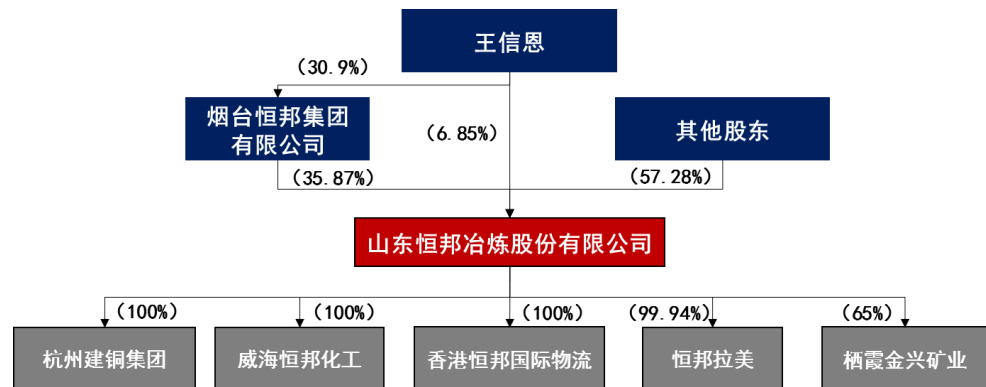 王信恩
（30.9%）
烟台恒邦集团
有限公司
（6.85%）
其他股东
（35.87%）
（57.28%）
山东恒邦冶炼股份有限公司
（100%）
（100%）
（100%）
（99.94%）
（65%）
杭州建铜集团
威海恒邦化工
香港恒邦国际物流
恒邦拉美
栖霞金兴矿业